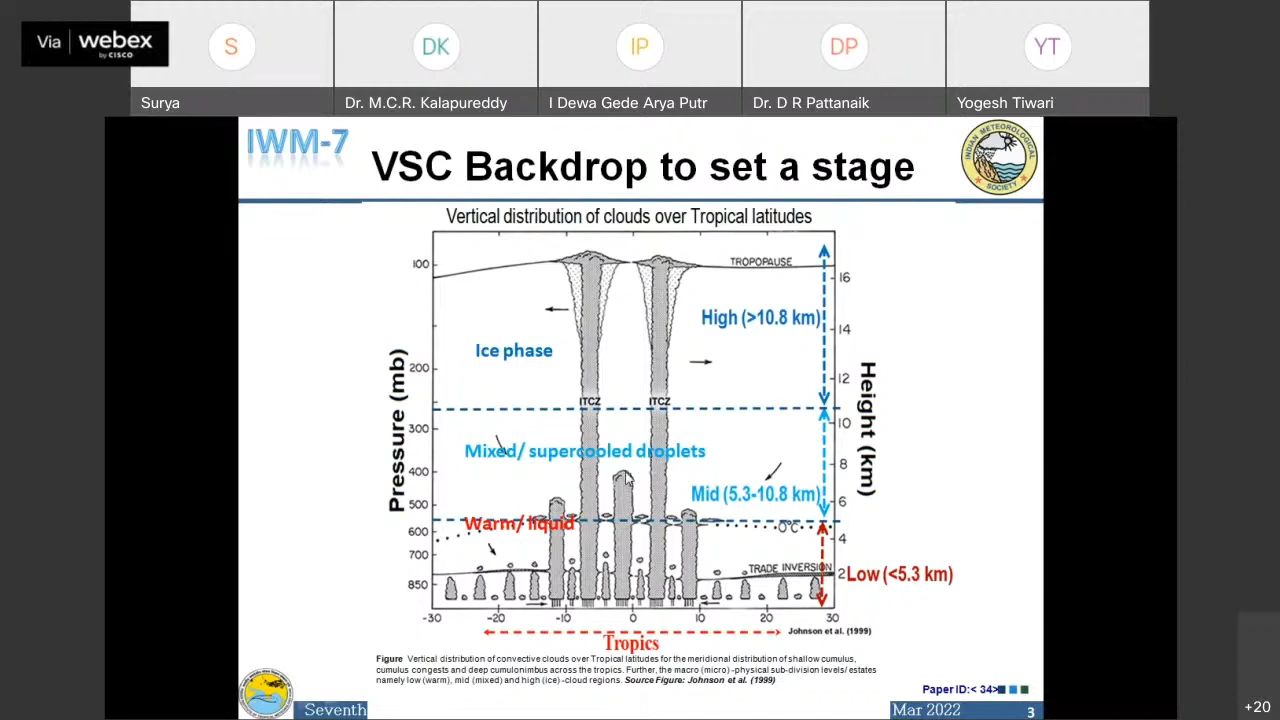 Via webex
by CISCO
S
DK
IP
DP
YT
Surya
Dr. M.C.R. Kalapureddy
I Dewa Gede Arya Putr
Dr. D R Pattanaik
Yogesh Tiwari
IWM-7
VSC Backdrop to set a stage
INDIAN METEOROLOGICAL SOCIETY
Vertical distribution of clouds over Tropical latitudes
100
TROPOPAUSE
16
High (>10.8 km)
14
Ice phase
200
12
ITCZ
ITCZ
10
300
Mixed/ supercooled droplets
8
400
Mid (5.3-10.8 km)
6
500
Warm/ liquid
0°C
600
4
700
TRADE INVERSION
2
Low (<5.3 km)
850
Pressure (mb)
Height (km)
-30
-20
-10
0
10
20
30
Johnson et al. (1999)
Tropics
Figure Vertical distribution of convective clouds over Tropical latitudes for the meridional distribution of shallow cumulus,
cumulus congests and deep cumulonimbus across the tropics. Further, the macro (micro) -physical sub-division levels/ estates
namely low (warm), mid (mixed) and high (ice) -cloud regions. Source Figure: Johnson et al. (1999)
Paper ID:< 34>
Seventh
Mar 2022
3
+20